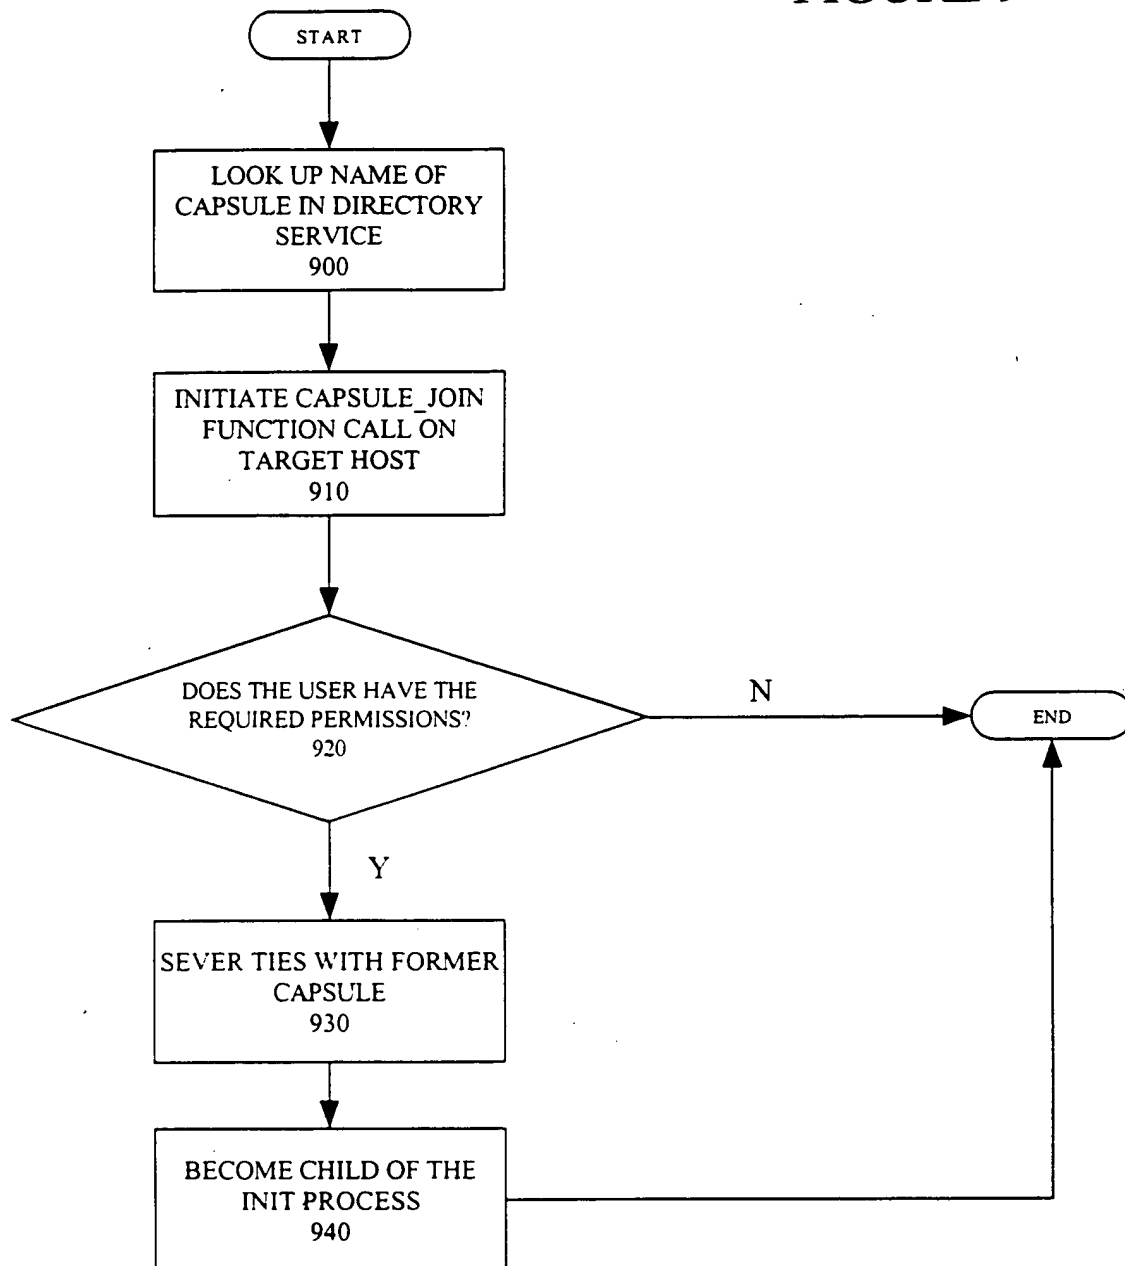 START
LOOK UP NAME OF
CAPSULE IN DIRECTORY
SERVICE
900
INITIATE CAPSULE_JOIN
FUNCTION CALL ON
TARGET HOST
910
DOES THE USER HAVE THE
REQUIRED PERMISSIONS?
920
N
END
Y
SEVER TIES WITH FORMER
CAPSULE
930
BECOME CHILD OF THE
INIT PROCESS
940